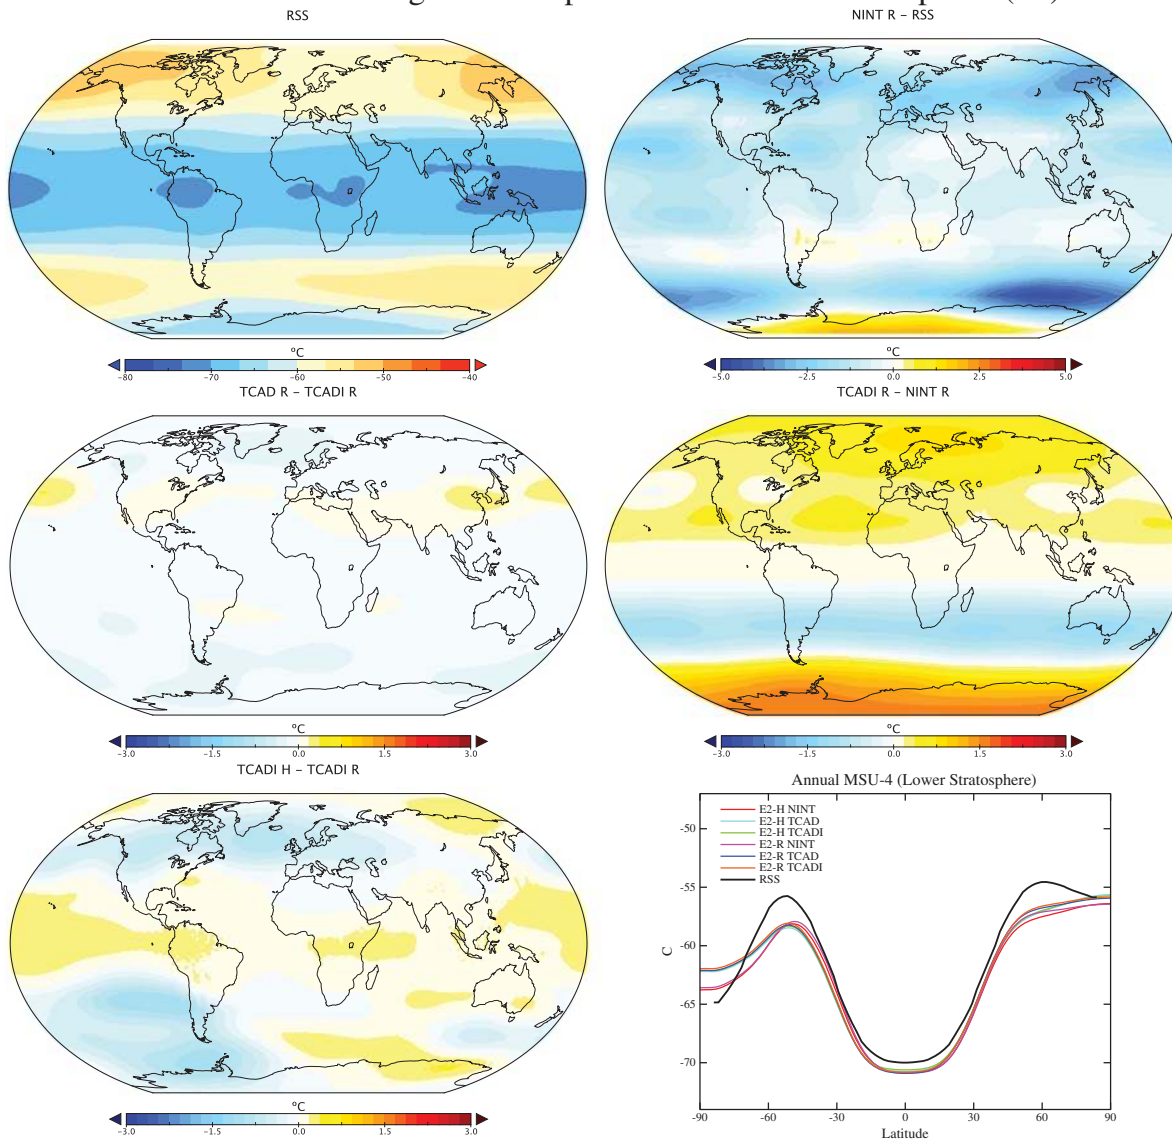 RSS
NINT R – RSS
°C
-80 -70 -60 -50 -40
°C
-5.0 -2.5 0.0 2.5 5.0
TCAD R – TCADI R
TCADI R – NINT R
°C
-3.0 -1.5 0.0 1.5 3.0
°C
-3.0 -1.5 0.0 1.5 3.0
TCADI H – TCADI R
°C
-3.0 -1.5 0.0 1.5 3.0
Annual MSU-4 (Lower Stratosphere)
E2-H NINT
E2-H TCAD
E2-H TCADI
E2-R NINT
E2-R TCAD
E2-R TCADI
RSS
-50
-55
-60
-65
-70
C
-90 -60 -30 0 30 60 90
Latitude